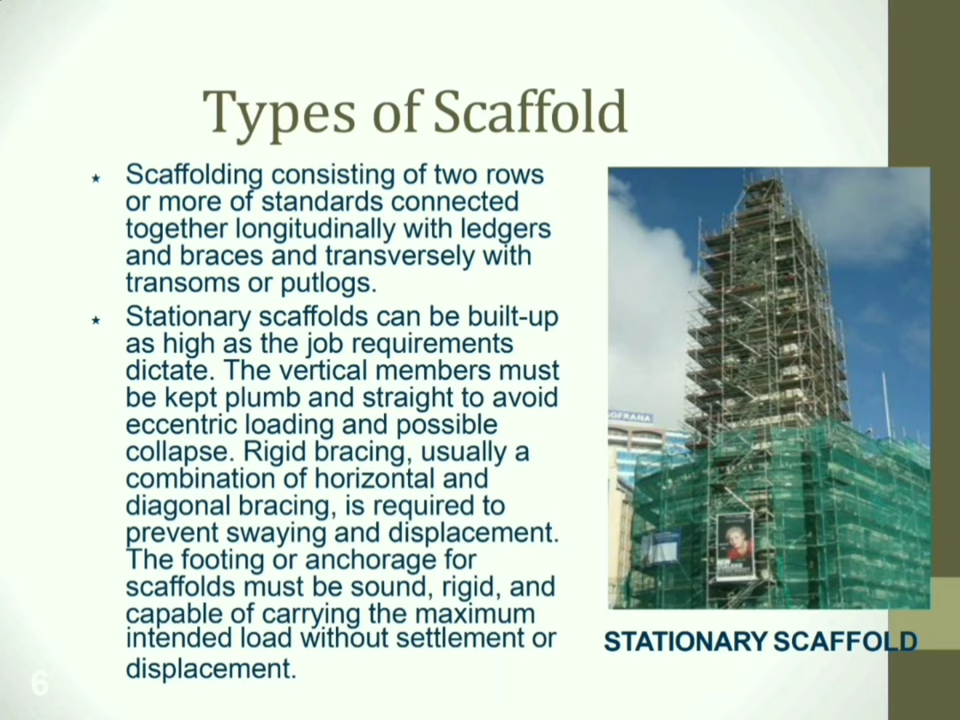 Types of Scaffold
Scaffolding consisting of two rows
or more of standards connected
together longitudinally with ledgers
and braces and transversely with
transoms or putlogs.
Stationary scaffolds can be built-up
as high as the job requirements
dictate. The vertical members must
be kept plumb and straight to avoid
eccentric loading and possible
collapse. Rigid bracing, usually a
combination of horizontal and
diagonal bracing, is required to
prevent swaying and displacement.
The footing or anchorage for
scaffolds must be sound, rigid, and
capable of carrying the maximum
intended load without settlement or
displacement.
SOFRANA
STATIONARY SCAFFOLD
6